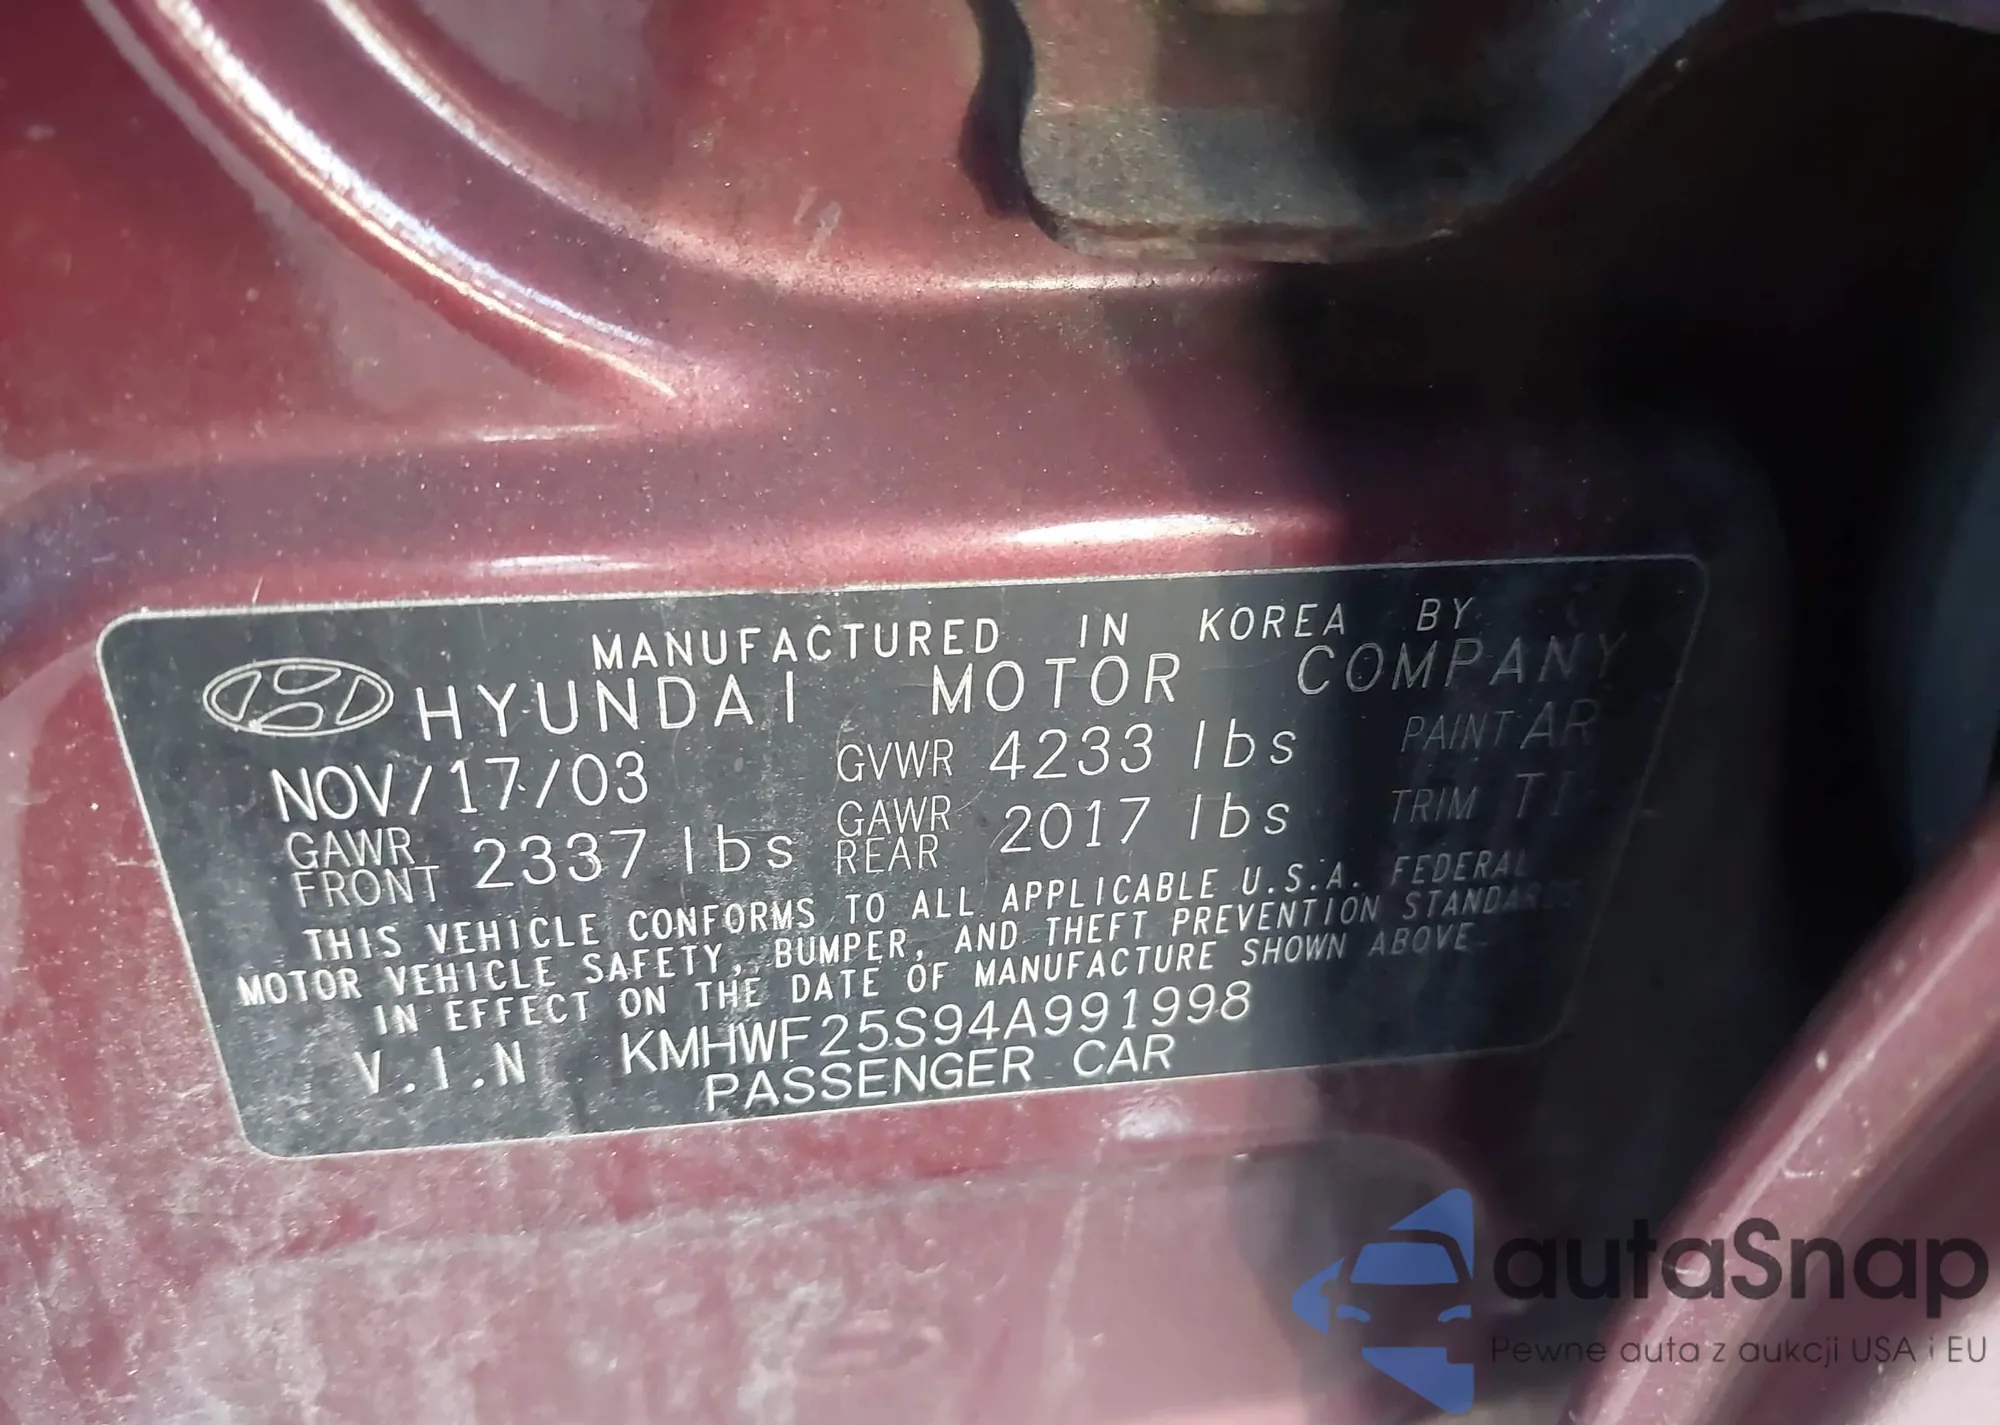 MANUFACTURED IN KOREA BY
HYUNDAI MOTOR COMPANY
NOV/17/03 GVWR 4233 lbs PAINT AR
GAWR FRONT 2337 lbs GAWR REAR 2017 lbs TRIM
THIS VEHICLE CONFORMS TO ALL APPLICABLE U.S.A. FEDERAL
MOTOR VEHICLE SAFETY, BUMPER, AND THEFT PREVENTION STANDARDS
IN EFFECT ON THE DATE OF MANUFACTURE SHOWN ABOVE.
V.I.N KMHWF25S94A991998
PASSENGER CAR
autaSnap
Pewne auta z aukcji USA i EU